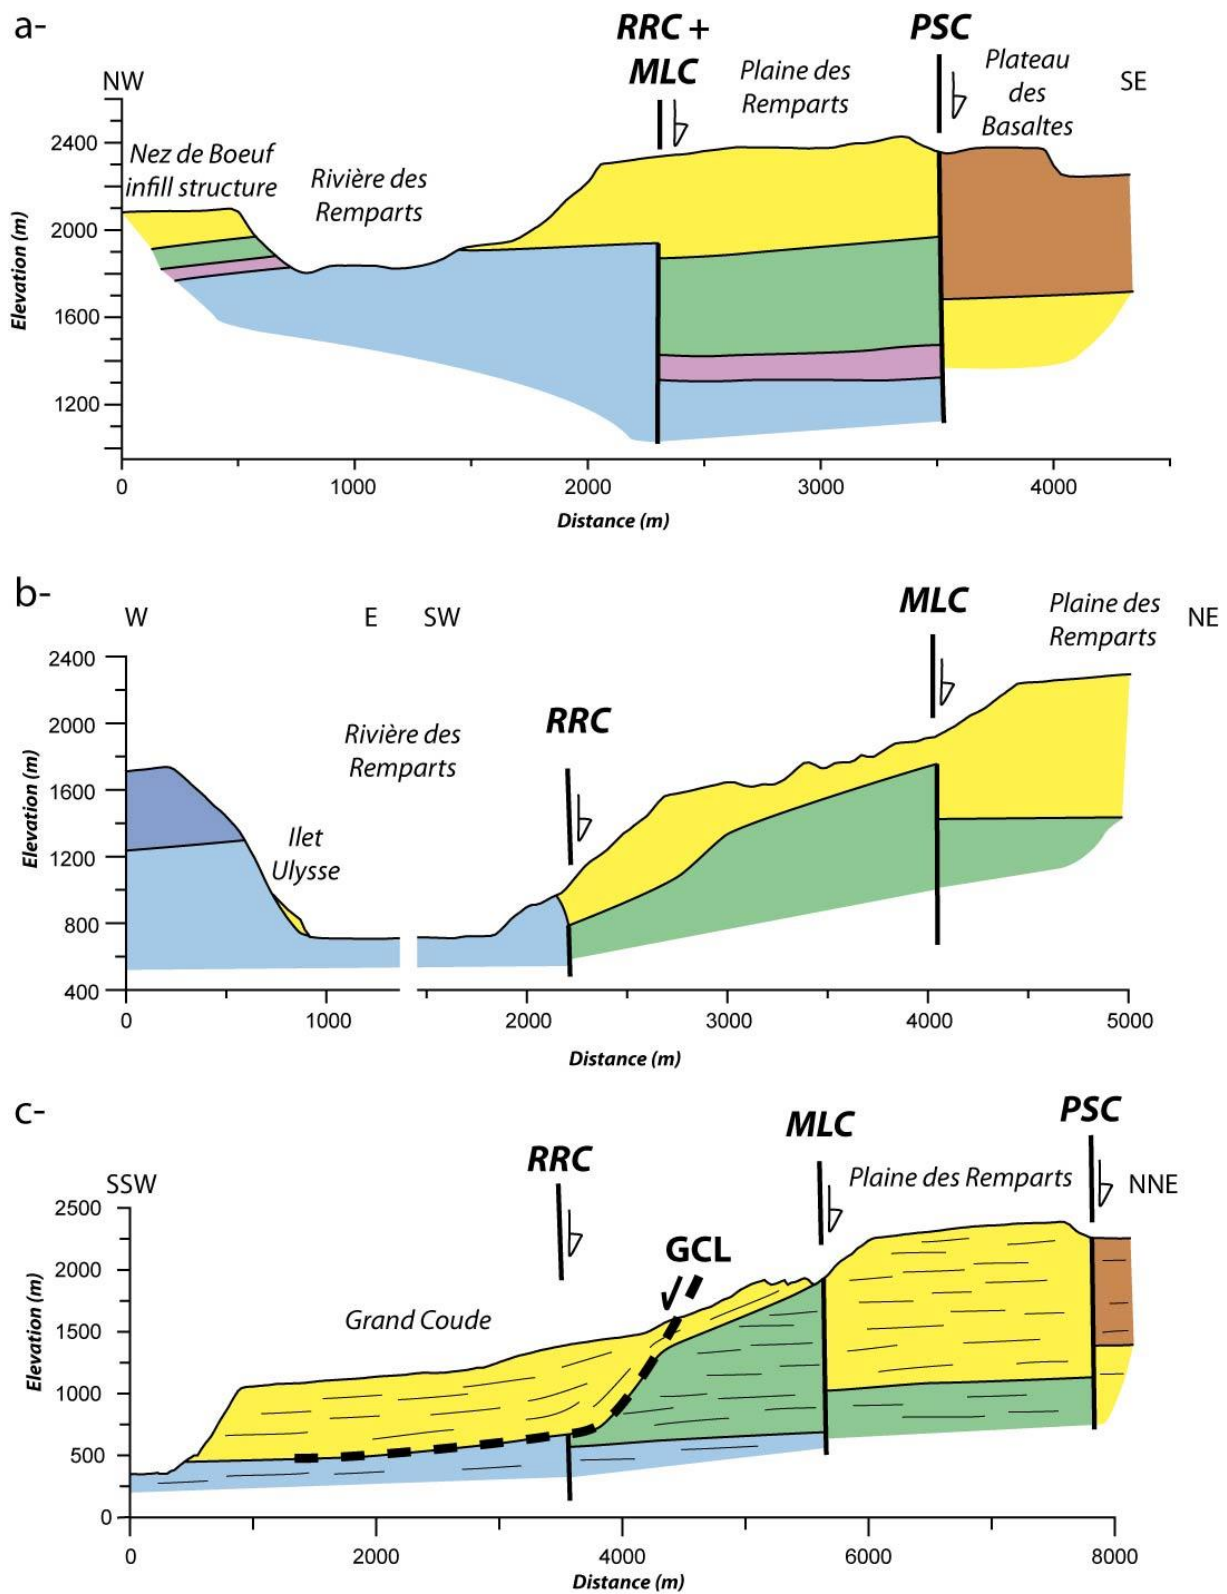 a-
RRC +
MLC
PSC
NW
Plaine des
Remparts
Plateau
des
Basaltes
SE
Nez de Boeuf
infill structure
Rivière des
Remparts
Elevation (m)
2400
2000
1600
1200
0
1000
2000
3000
4000
Distance (m)
b-
W
E
SW
MLC
Plaine des
Remparts
NE
RRC
Rivière des
Remparts
Ilet
Ulysse
Elevation (m)
2400
2000
1600
1200
800
400
0
1000
2000
3000
4000
5000
Distance (m)
c-
SSW
RRC
MLC
PSC
Plaine des Remparts
NNE
GCL
Grand Coude
Elevation (m)
2500
2000
1500
1000
500
0
0
2000
4000
6000
8000
Distance (m)